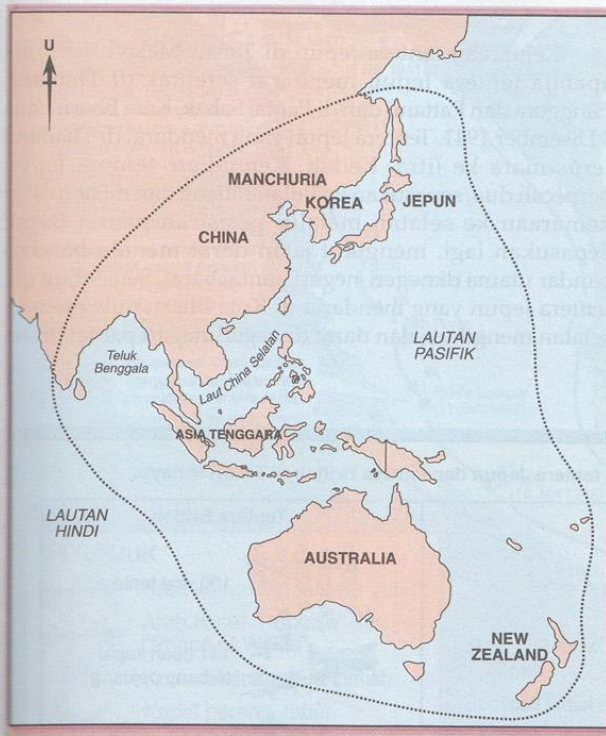 U
MANCHURIA
KOREA
JEPUN
CHINA
Teluk
Benggala
Laut China Selatan
LAUTAN
PASIFIK
ASIA TENGGARA
LAUTAN
HINDI
AUSTRALIA
NEW
ZEALAND